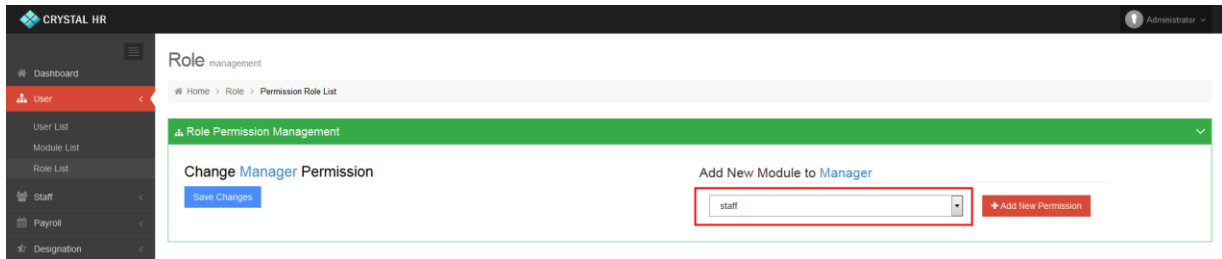 CRYSTAL HR
Administrator
Dashboard
User
User List
Module List
Role List
Staff
Payroll
Designation
Role management
Home > Role > Permission Role List
Role Permission Management
Change Manager Permission
Save Changes
Add New Module to Manager
staff
+ Add New Permission